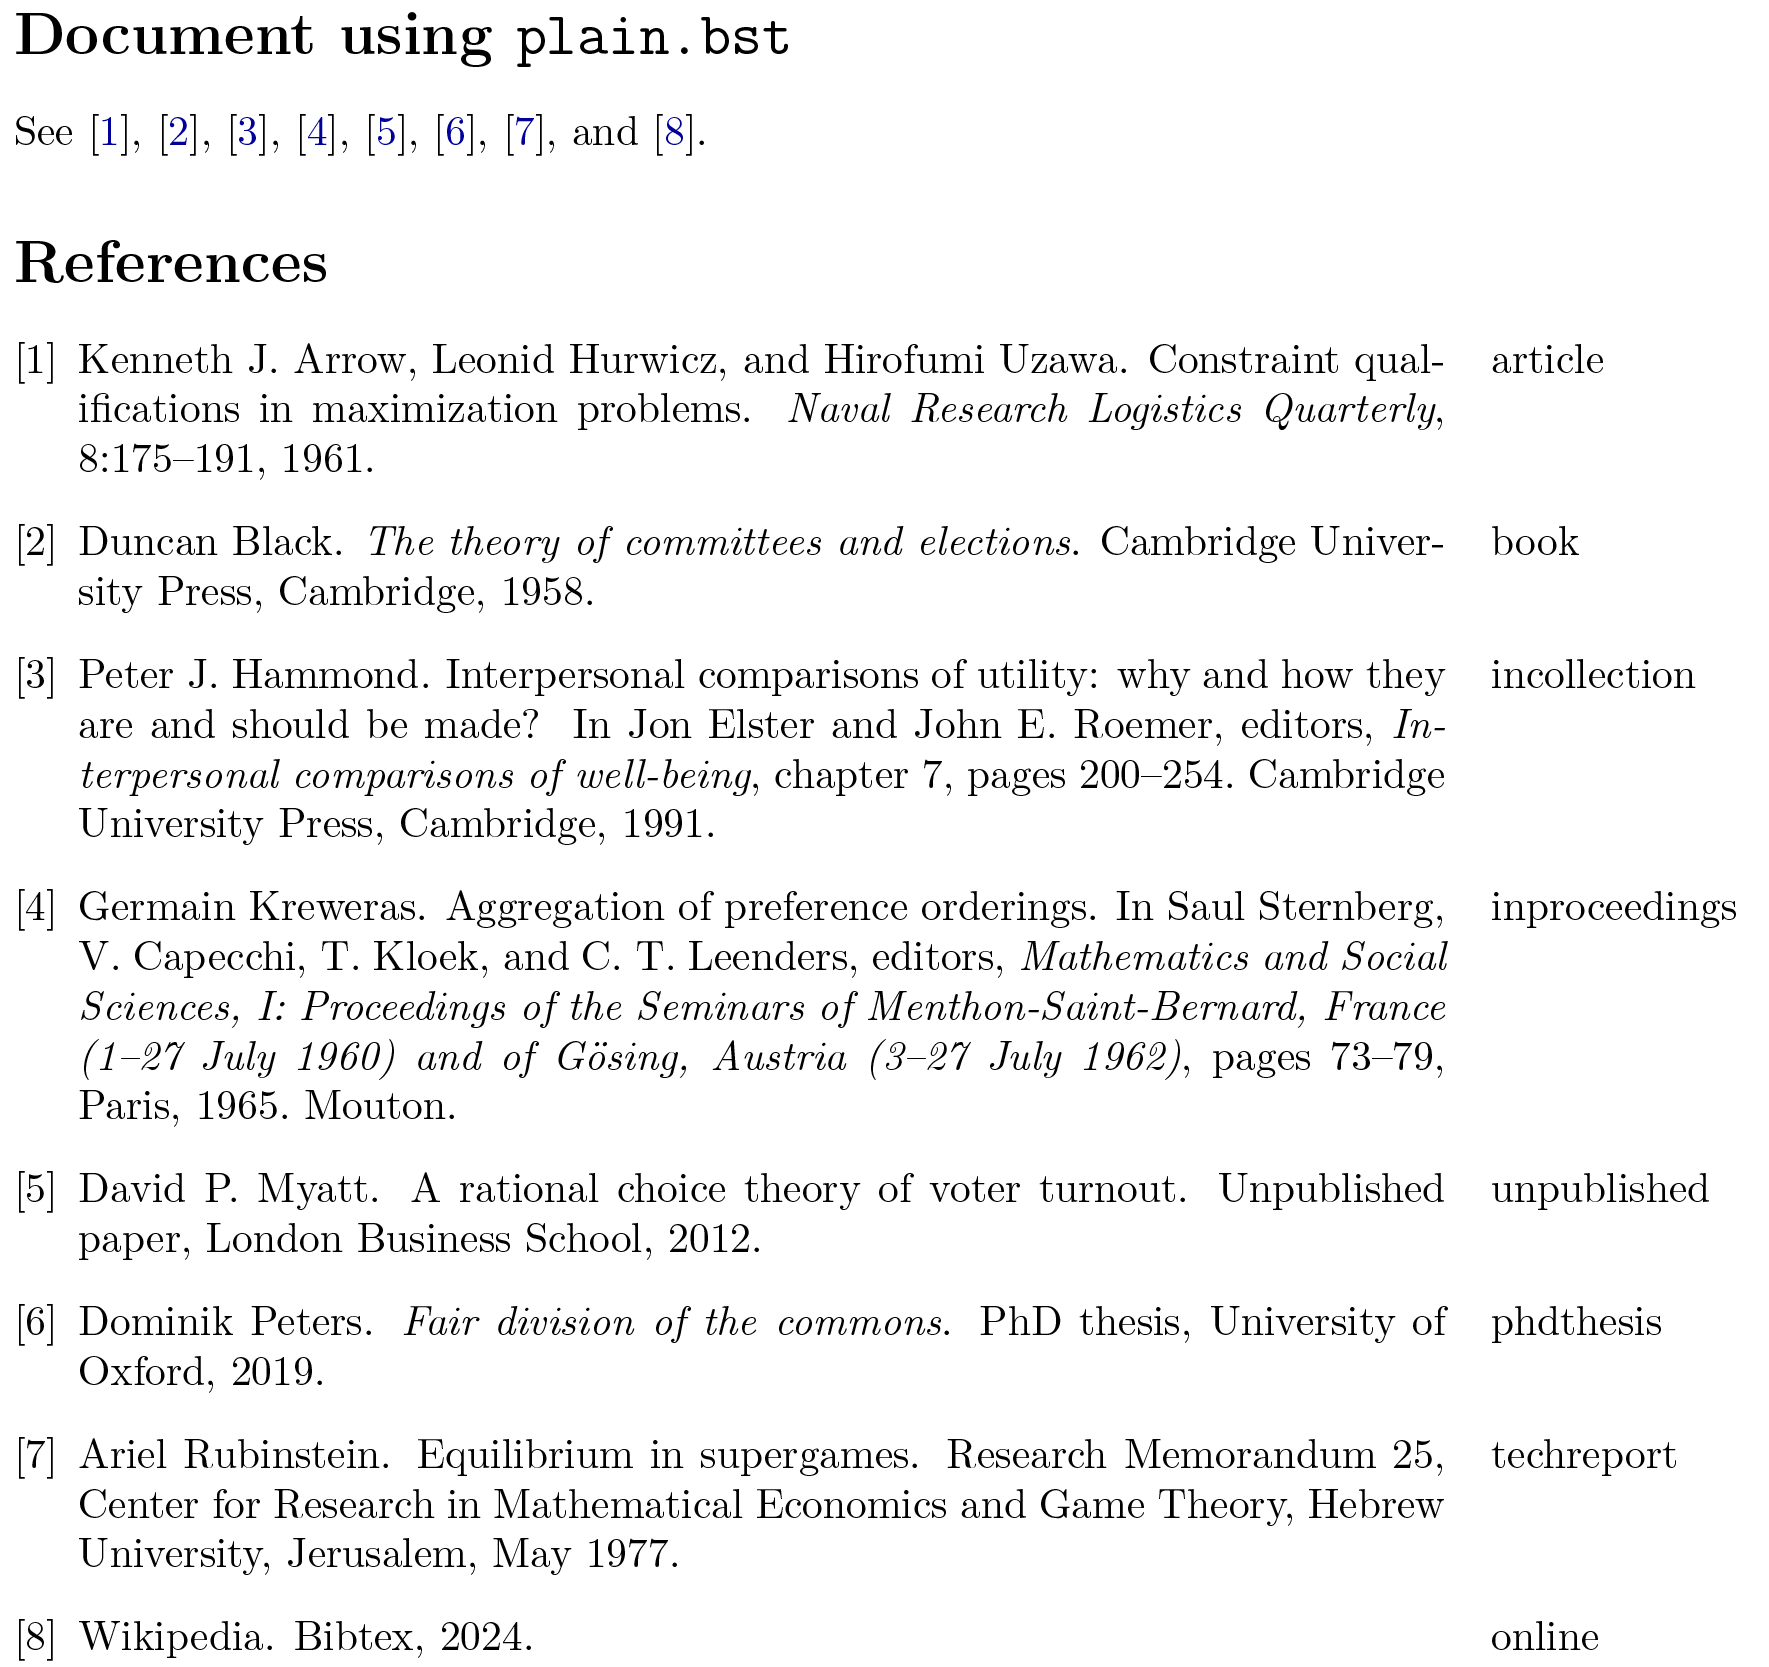 Document using plain.bst
See [1], [2], [3], [4], [5], [6], [7], and [8].
References
[1] Kenneth J. Arrow, Leonid Hurwicz, and Hirofumi Uzawa. Constraint qual- article
ifications in maximization problems. Naval Research Logistics Quarterly,
8:175–191, 1961.
[2] Duncan Black. The theory of committees and elections. Cambridge Univer- book
sity Press, Cambridge, 1958.
[3] Peter J. Hammond. Interpersonal comparisons of utility: why and how they incollection
are and should be made? In Jon Elster and John E. Roemer, editors, In-
terpersonal comparisons of well-being, chapter 7, pages 200–254. Cambridge
University Press, Cambridge, 1991.
[4] Germain Kreweras. Aggregation of preference orderings. In Saul Sternberg, inproceedings
V. Capecchi, T. Kloek, and C. T. Leenders, editors, Mathematics and Social
Sciences, I: Proceedings of the Seminars of Menthon-Saint-Bernard, France
(1–27 July 1960) and of Gösing, Austria (3–27 July 1962), pages 73–79,
Paris, 1965. Mouton.
[5] David P. Myatt. A rational choice theory of voter turnout. Unpublished unpublished
paper, London Business School, 2012.
[6] Dominik Peters. Fair division of the commons. PhD thesis, University of phdthesis
Oxford, 2019.
[7] Ariel Rubinstein. Equilibrium in supergames. Research Memorandum 25, techreport
Center for Research in Mathematical Economics and Game Theory, Hebrew
University, Jerusalem, May 1977.
[8] Wikipedia. Bibtex, 2024. online